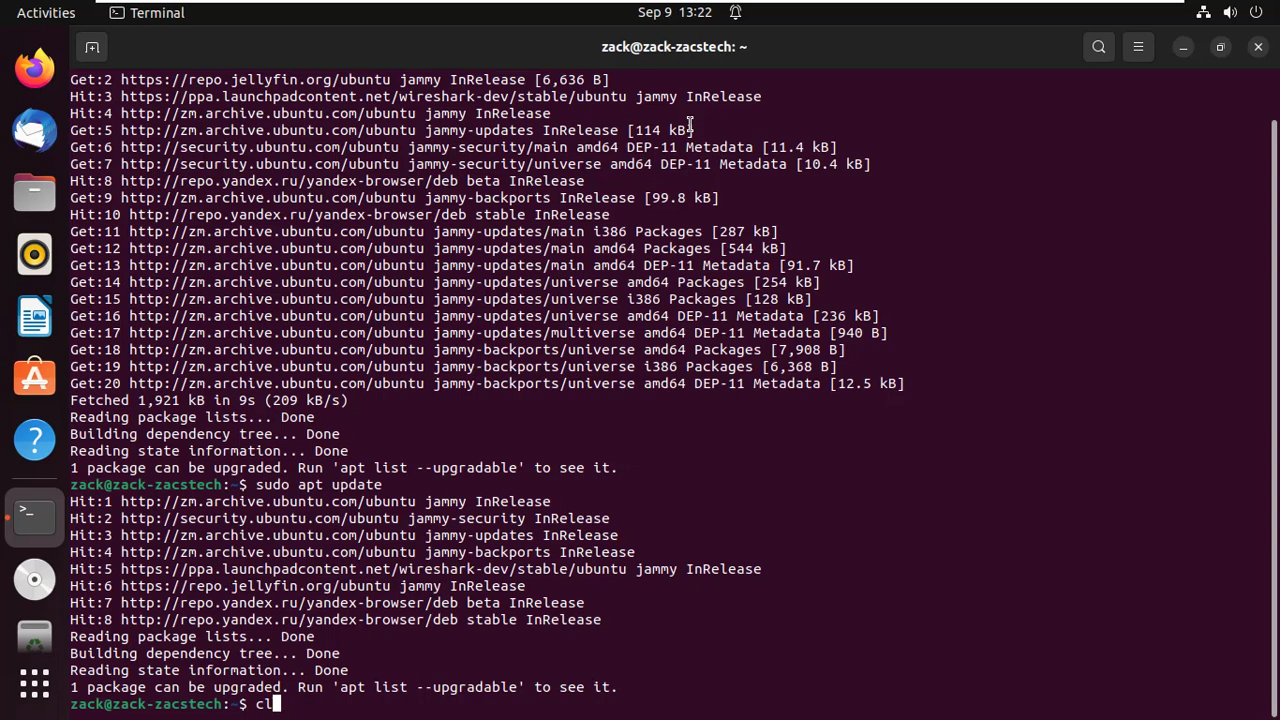 Activities Terminal Sep 9 13:22
zack@zack-zacstech: ~
Get:2 https://repo.jellyfin.org/ubuntu jammy InRelease [6,636 B]
Hit:3 https://ppa.launchpadcontent.net/wireshark-dev/stable/ubuntu jammy InRelease
Hit:4 http://zm.archive.ubuntu.com/ubuntu jammy InRelease
Get:5 http://zm.archive.ubuntu.com/ubuntu jammy-updates InRelease [114 kB]
Get:6 http://security.ubuntu.com/ubuntu jammy-security/main amd64 DEP-11 Metadata [11.4 kB]
Get:7 http://security.ubuntu.com/ubuntu jammy-security/universe amd64 DEP-11 Metadata [10.4 kB]
Hit:8 http://repo.yandex.ru/yandex-browser/deb beta InRelease
Get:9 http://zm.archive.ubuntu.com/ubuntu jammy-backports InRelease [99.8 kB]
Hit:10 http://repo.yandex.ru/yandex-browser/deb stable InRelease
Get:11 http://zm.archive.ubuntu.com/ubuntu jammy-updates/main i386 Packages [287 kB]
Get:12 http://zm.archive.ubuntu.com/ubuntu jammy-updates/main amd64 Packages [544 kB]
Get:13 http://zm.archive.ubuntu.com/ubuntu jammy-updates/main amd64 DEP-11 Metadata [91.7 kB]
Get:14 http://zm.archive.ubuntu.com/ubuntu jammy-updates/universe amd64 Packages [254 kB]
Get:15 http://zm.archive.ubuntu.com/ubuntu jammy-updates/universe i386 Packages [128 kB]
Get:16 http://zm.archive.ubuntu.com/ubuntu jammy-updates/universe amd64 DEP-11 Metadata [236 kB]
Get:17 http://zm.archive.ubuntu.com/ubuntu jammy-updates/multiverse amd64 DEP-11 Metadata [940 B]
Get:18 http://zm.archive.ubuntu.com/ubuntu jammy-backports/universe amd64 Packages [7,908 B]
Get:19 http://zm.archive.ubuntu.com/ubuntu jammy-backports/universe i386 Packages [6,368 B]
Get:20 http://zm.archive.ubuntu.com/ubuntu jammy-backports/universe amd64 DEP-11 Metadata [12.5 kB]
Fetched 1,921 kB in 9s (209 kB/s)
Reading package lists... Done
Building dependency tree... Done
Reading state information... Done
1 package can be upgraded. Run 'apt list --upgradable' to see it.
zack@zack-zacstech:~$ sudo apt update
Hit:1 http://zm.archive.ubuntu.com/ubuntu jammy InRelease
Hit:2 http://security.ubuntu.com/ubuntu jammy-security InRelease
Hit:3 http://zm.archive.ubuntu.com/ubuntu jammy-updates InRelease
Hit:4 http://zm.archive.ubuntu.com/ubuntu jammy-backports InRelease
Hit:5 https://ppa.launchpadcontent.net/wireshark-dev/stable/ubuntu jammy InRelease
Hit:6 https://repo.jellyfin.org/ubuntu jammy InRelease
Hit:7 http://repo.yandex.ru/yandex-browser/deb beta InRelease
Hit:8 http://repo.yandex.ru/yandex-browser/deb stable InRelease
Reading package lists... Done
Building dependency tree... Done
Reading state information... Done
1 package can be upgraded. Run 'apt list --upgradable' to see it.
zack@zack-zacstech:~$ cl